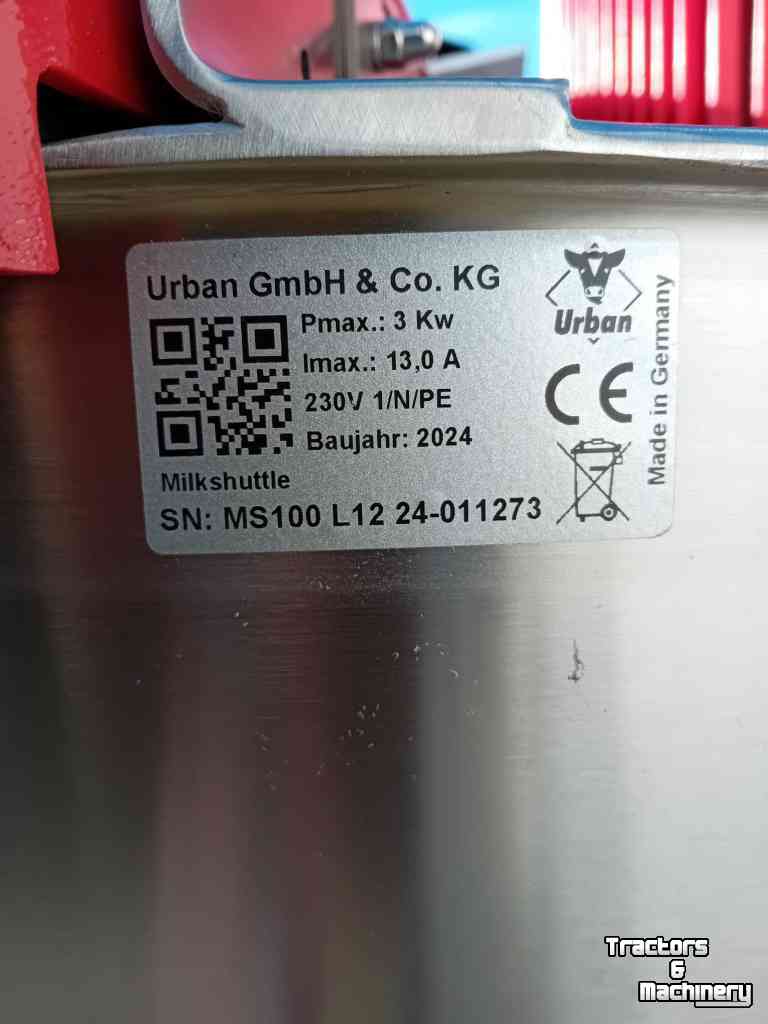 Urban GmbH & Co. KG
Pmax.: 3 Kw
Imax.: 13,0 A
230V 1/N/PE
Baujahr: 2024
Milkshuttle
SN: MS100 L12 24-011273
Urban
CE
Made in Germany
Tractors
&
Machinery